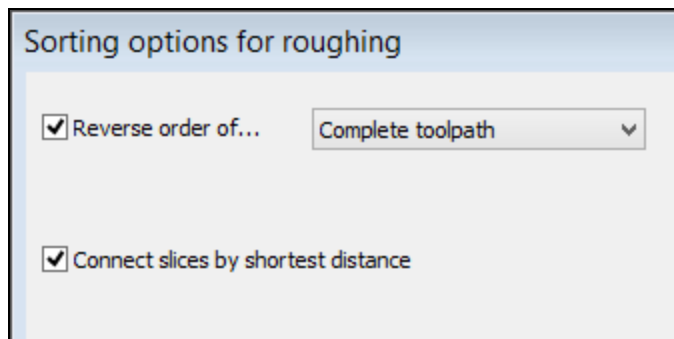 Sorting options for roughing
Reverse order of... Complete toolpath
Connect slices by shortest distance